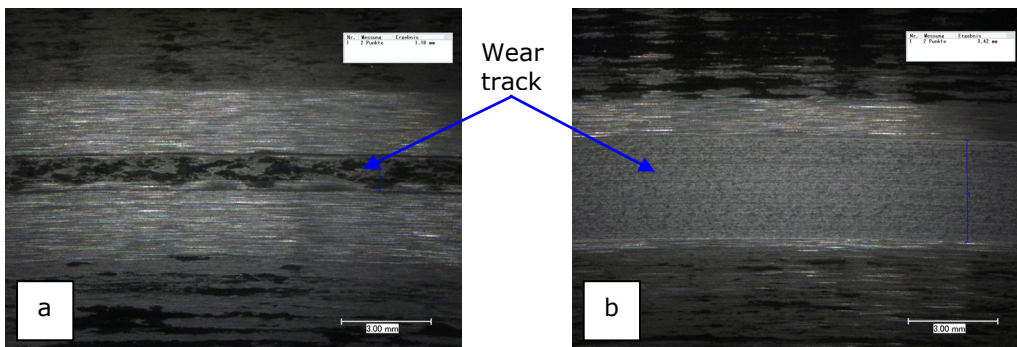 Nr. Messung Ergebnis
1 2 Punkte 1.16 mm
Wear
track
Nr. Messung Ergebnis
1 2 Punkte 3.42 mm
a
3.00 mm
b
3.00 mm